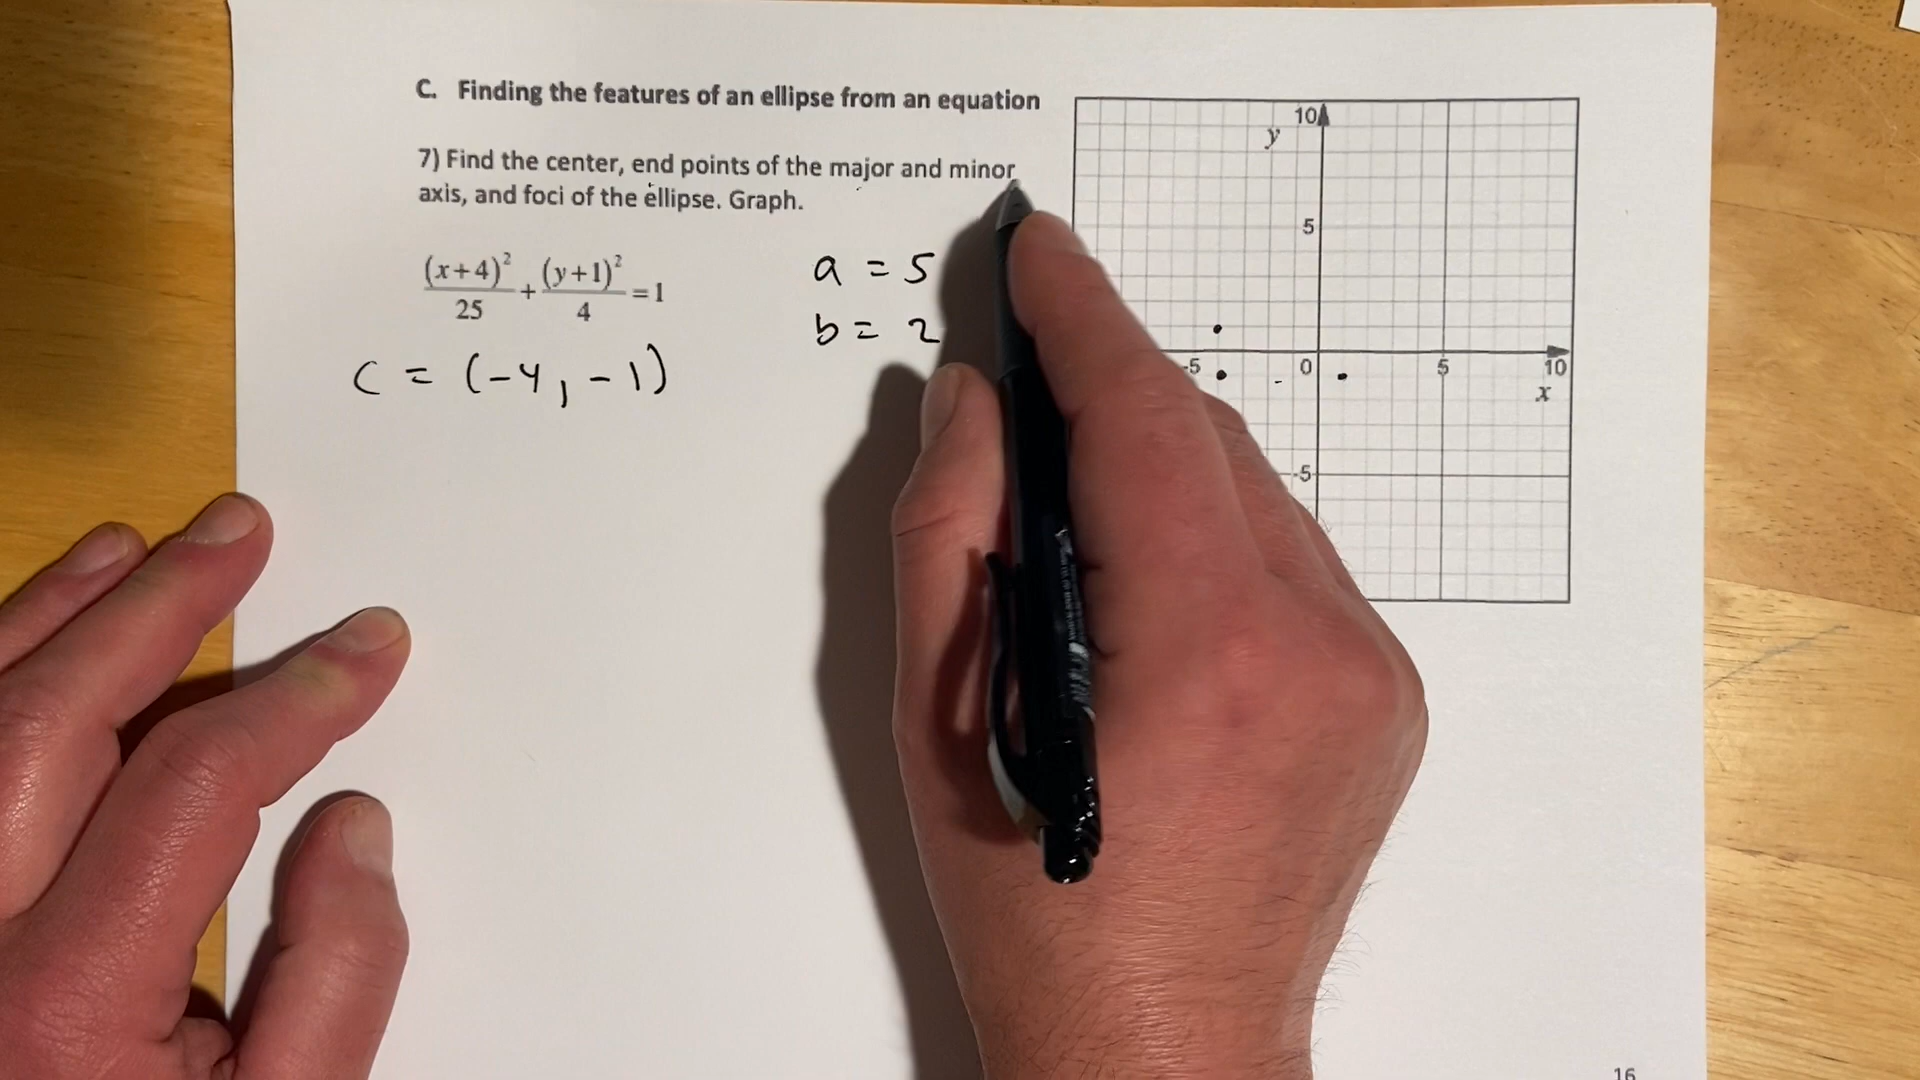 C. Finding the features of an ellipse from an equation
7) Find the center, end points of the major and minor
axis, and foci of the ellipse. Graph.
(x+4)²/25 + (y+1)²/4 = 1
a = 5
b = 2
C = (-4, -1)
10
y
5
-5 0 5 10
x
-5
16